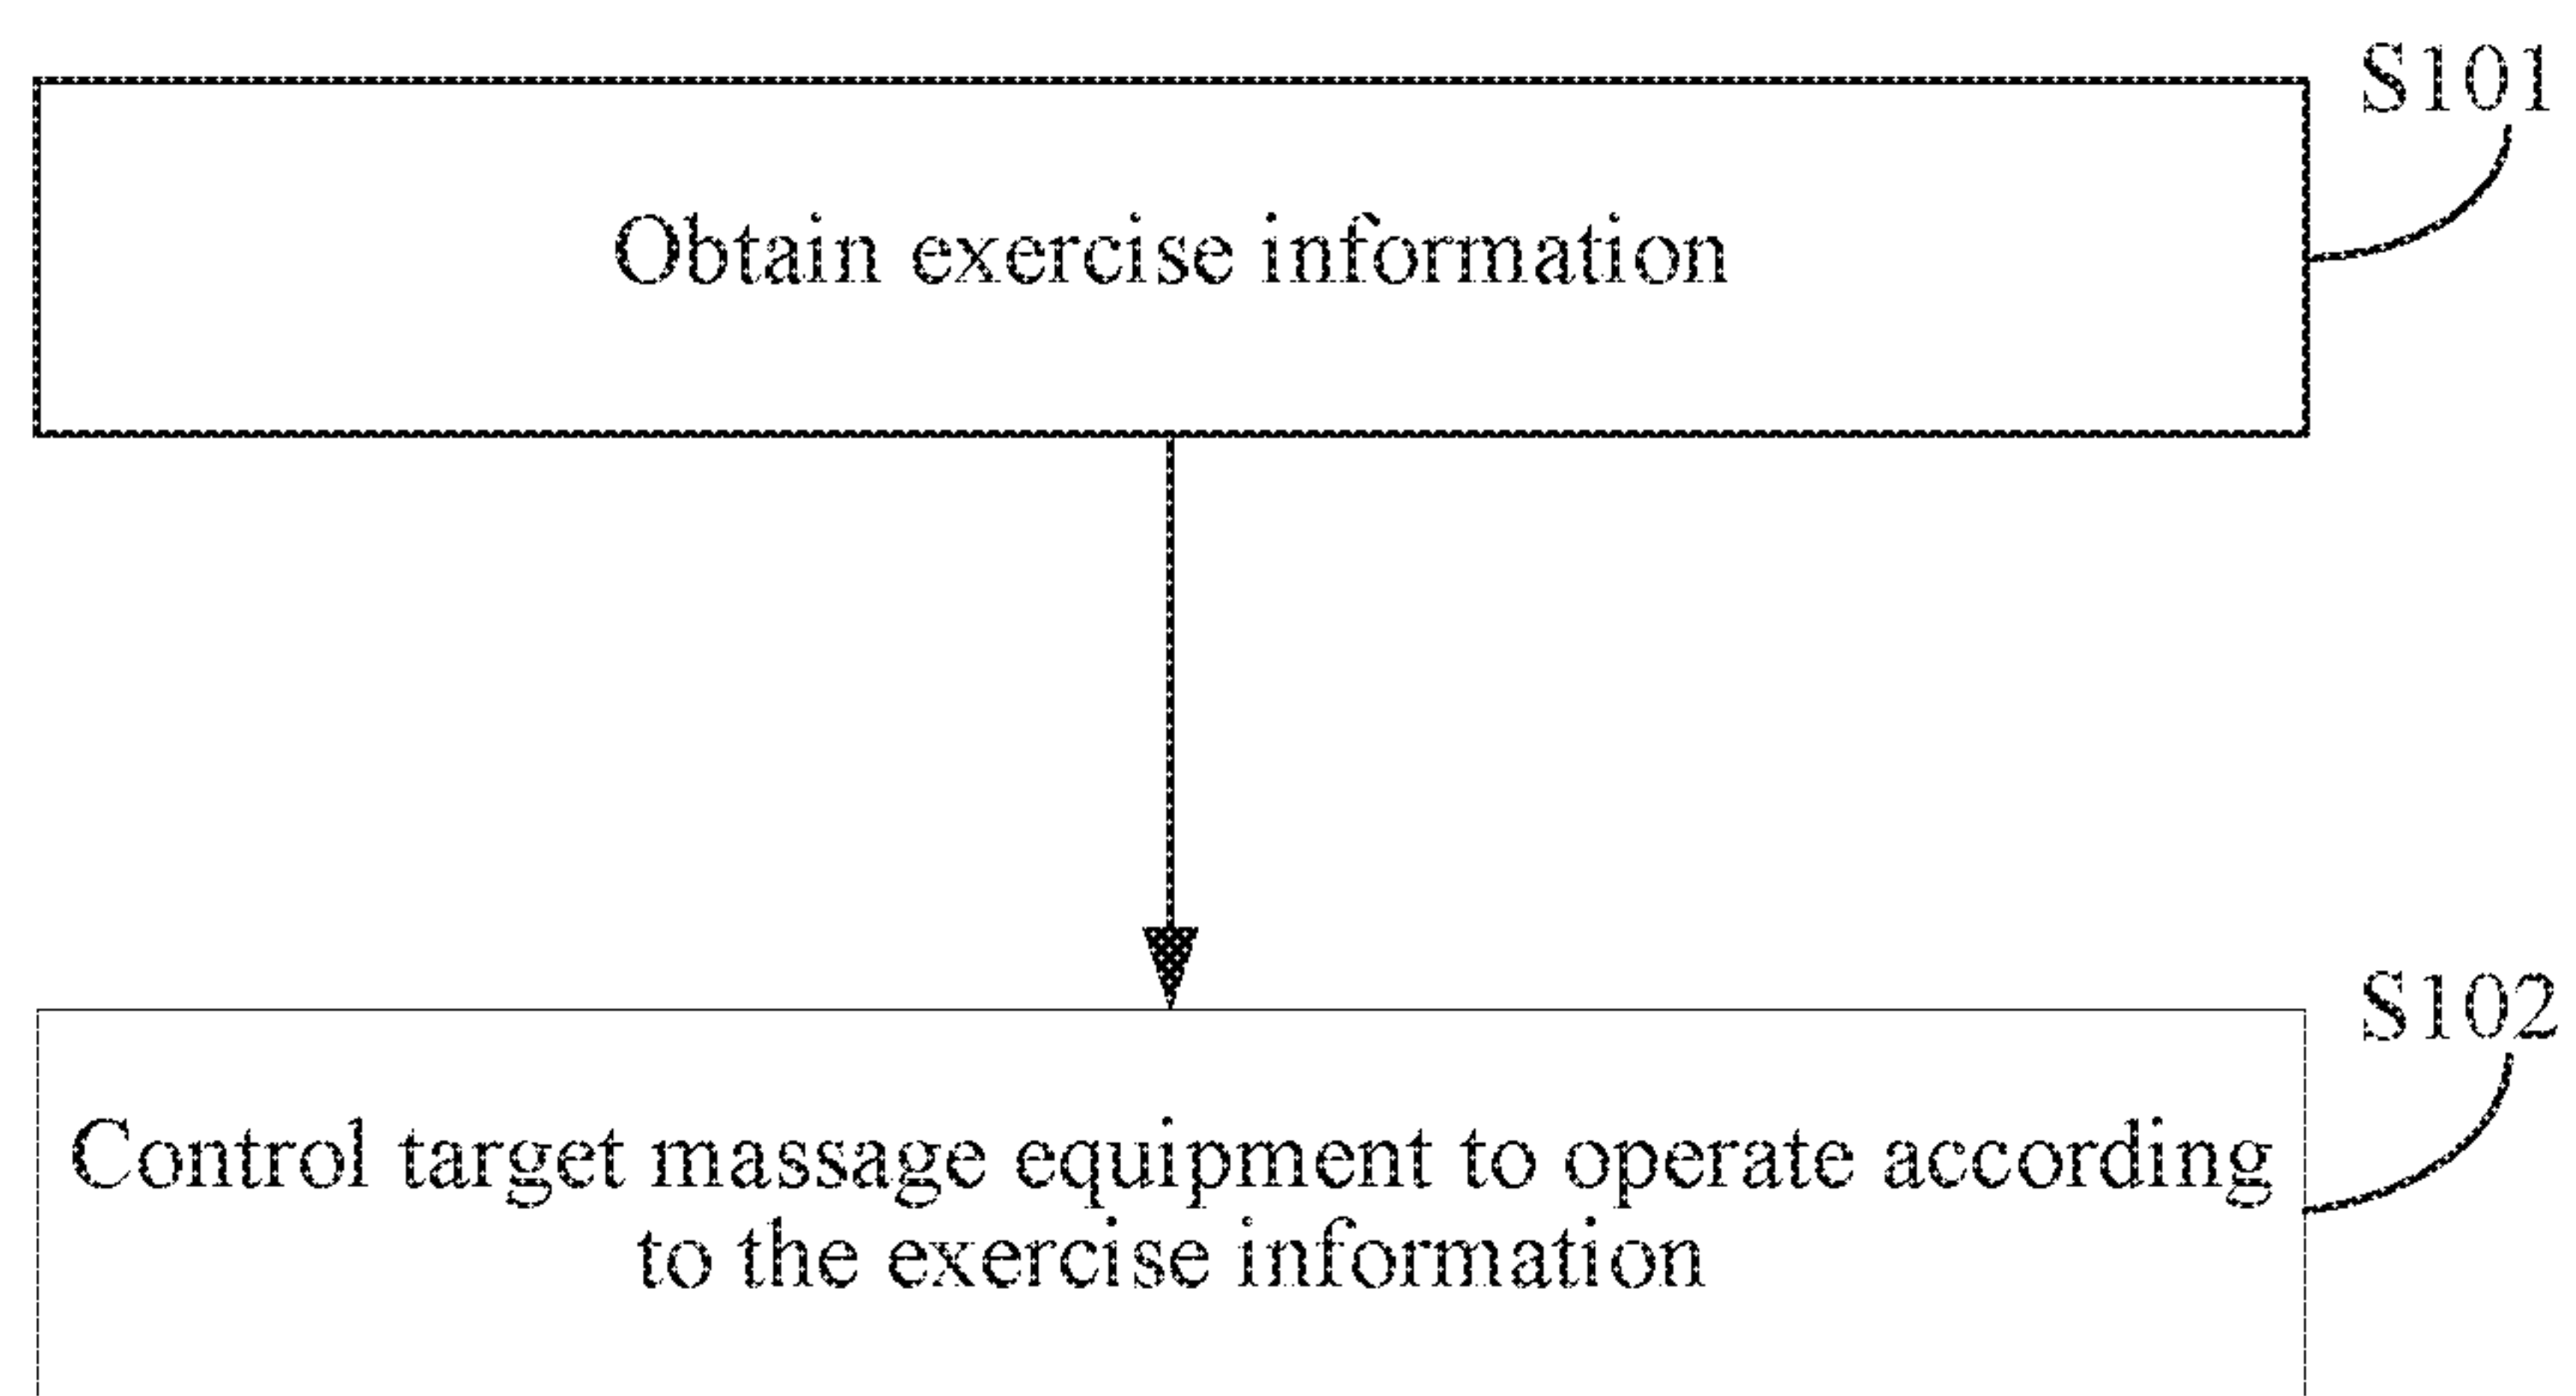 S101
Obtain exercise information
S102
Control target massage equipment to operate according
to the exercise information